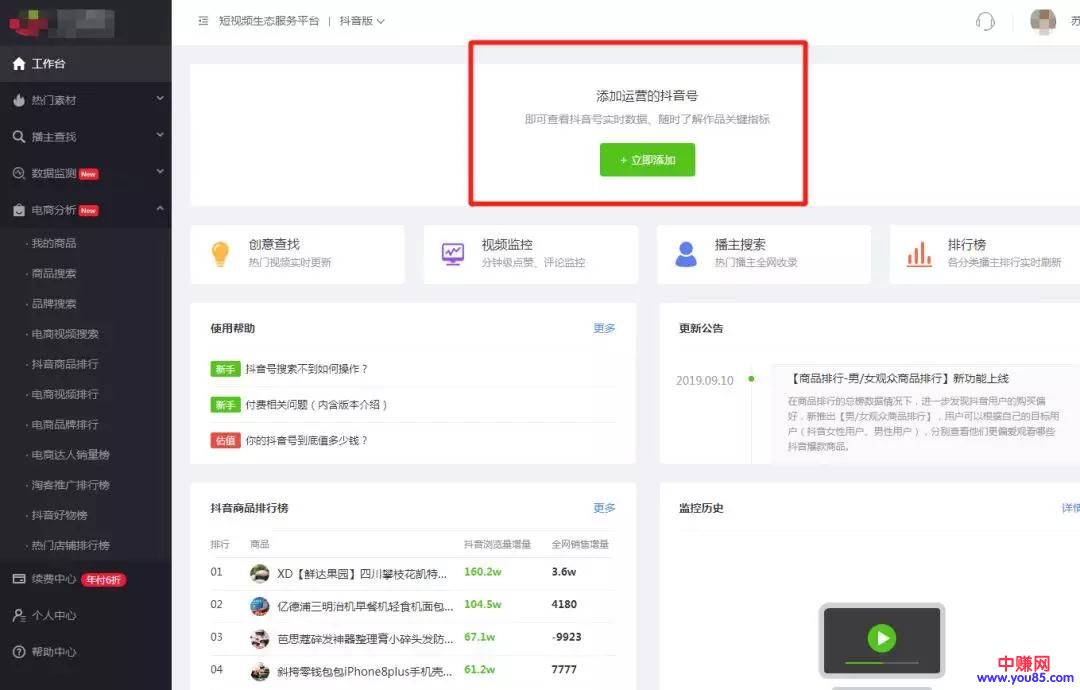 短视频生态服务平台 | 抖音版
苏
工作台
热门素材
播主查找
数据监测 New
电商分析 New
· 我的商品
· 商品搜索
· 品牌搜索
· 电商视频搜索
· 抖音商品排行
· 电商视频排行
· 电商品牌排行
· 电商达人销量榜
· 淘客推广排行榜
· 抖音好物榜
· 热门店铺排行榜
续费中心 年付6折
个人中心
帮助中心
添加运营的抖音号
即可查看抖音号实时数据、随时了解作品关键指标
+ 立即添加
创意查找
热门视频实时更新
视频监控
分钟级点赞、评论监控
播主搜索
热门播主全网收录
排行榜
各分类播主排行实时刷新
使用帮助 更多
新手 抖音号搜索不到如何操作？
新手 付费相关问题（内含版本介绍）
估值 你的抖音号到底值多少钱？
更新公告
2019.09.10
【商品排行-男/女观众商品排行】新功能上线
在商品排行的总榜数据情况下，进一步发现抖音用户的购买偏
好，新推出【男/女观众商品排行】，用户可以根据自己的目标用
户（抖音女性用户、男性用户），分别查看他们更偏爱观看哪些
抖音爆款商品。
抖音商品排行榜 更多
排行 商品 抖音浏览量增量 全网销售增量
01 XD【鲜达果园】四川攀枝花凯特... 160.2w 3.6w
02 亿德浦三明治机早餐机轻食机面包... 104.5w 4180
03 芭思蔻碎发神器整理膏小碎头发防... 67.1w -9923
04 斜挎零钱包包iPhone8plus手机壳... 61.2w 7777
监控历史 详情
中赚网
www.you85.com